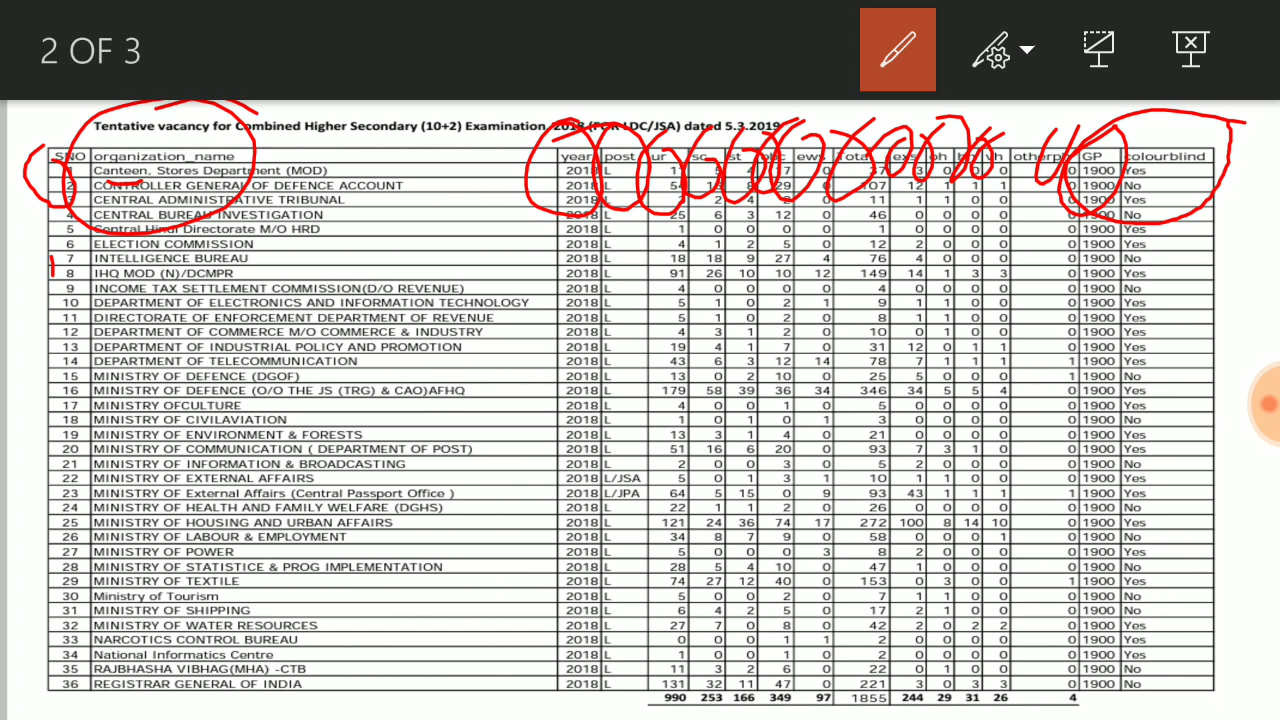 2 OF 3
Tentative vacancy for Combined Higher Secondary (10+2) Examination, 2018 (FOR LDC/JSA) dated 5.3.2019
SNO organization_name year post ur sc st obc ews Total exs oh hh vh otherph GP colourblind
Canteen, Stores Department (MOD) 2018 L 5 4 7 0 37 3 0 0 0 0 1900 Yes
2 CONTROLLER GENERAL OF DEFENCE ACCOUNT 2018 L 54 8 29 107 12 1 1 1 0 1900 No
3 CENTRAL ADMINISTRATIVE TRIBUNAL 2018 L 2 4 0 11 1 1 0 0 0 1900 Yes
4 CENTRAL BUREAU INVESTIGATION 2018 L 25 6 3 12 0 46 0 0 0 0 0 1900 No
5 Central Hindi Directorate M/O HRD 2018 L 1 0 0 0 0 1 0 0 0 0 0 1900 Yes
6 ELECTION COMMISSION 2018 L 4 1 2 5 0 12 2 0 0 0 0 1900 Yes
7 INTELLIGENCE BUREAU 2018 L 18 18 9 27 4 76 4 0 0 0 0 1900 No
8 IHQ MOD (N)/DCMPR 2018 L 91 26 10 10 12 149 14 1 3 3 0 1900 Yes
9 INCOME TAX SETTLEMENT COMMISSION(D/O REVENUE) 2018 L 4 0 0 0 0 4 0 0 0 0 0 1900 No
10 DEPARTMENT OF ELECTRONICS AND INFORMATION TECHNOLOGY 2018 L 5 1 0 2 1 9 1 1 0 0 0 1900 Yes
11 DIRECTORATE OF ENFORCEMENT DEPARTMENT OF REVENUE 2018 L 5 1 0 2 0 8 1 1 0 0 0 1900 Yes
12 DEPARTMENT OF COMMERCE M/O COMMERCE & INDUSTRY 2018 L 4 3 1 2 0 10 0 1 0 0 0 1900 Yes
13 DEPARTMENT OF INDUSTRIAL POLICY AND PROMOTION 2018 L 19 4 1 7 0 31 12 0 1 1 0 1900 Yes
14 DEPARTMENT OF TELECOMMUNICATION 2018 L 43 6 3 12 14 78 7 1 1 1 1 1900 Yes
15 MINISTRY OF DEFENCE (DGOF) 2018 L 13 0 2 10 0 25 5 0 0 0 1 1900 No
16 MINISTRY OF DEFENCE (O/O THE JS (TRG) & CAO)AFHQ 2018 L 179 58 39 36 34 346 34 5 5 4 0 1900 Yes
17 MINISTRY OFCULTURE 2018 L 4 0 0 1 0 5 0 0 0 0 0 1900 Yes
18 MINISTRY OF CIVILAVIATION 2018 L 1 0 1 0 1 3 0 0 0 0 0 1900 No
19 MINISTRY OF ENVIRONMENT & FORESTS 2018 L 13 3 1 4 0 21 0 0 0 0 0 1900 Yes
20 MINISTRY OF COMMUNICATION ( DEPARTMENT OF POST) 2018 L 51 16 6 20 0 93 7 3 1 0 0 1900 Yes
21 MINISTRY OF INFORMATION & BROADCASTING 2018 L 2 0 0 3 0 5 2 0 0 0 0 1900 No
22 MINISTRY OF EXTERNAL AFFAIRS 2018 L/JSA 5 0 1 3 1 10 1 1 0 0 0 1900 Yes
23 MINISTRY OF External Affairs (Central Passport Office ) 2018 L/JPA 64 5 15 0 9 93 43 1 1 1 1 1900 Yes
24 MINISTRY OF HEALTH AND FAMILY WELFARE (DGHS) 2018 L 22 1 1 2 0 26 0 0 0 0 0 1900 No
25 MINISTRY OF HOUSING AND URBAN AFFAIRS 2018 L 121 24 36 74 17 272 100 8 14 10 0 1900 Yes
26 MINISTRY OF LABOUR & EMPLOYMENT 2018 L 34 8 7 9 0 58 0 0 0 1 0 1900 No
27 MINISTRY OF POWER 2018 L 5 0 0 0 3 8 2 0 0 0 0 1900 Yes
28 MINISTRY OF STATISTICE & PROG IMPLEMENTATION 2018 L 28 5 4 10 0 47 1 0 0 0 0 1900 No
29 MINISTRY OF TEXTILE 2018 L 74 27 12 40 0 153 0 3 0 0 1 1900 Yes
30 Ministry of Tourism 2018 L 5 0 0 2 0 7 1 1 0 0 0 1900 No
31 MINISTRY OF SHIPPING 2018 L 6 4 2 5 0 17 2 1 0 0 0 1900 No
32 MINISTRY OF WATER RESOURCES 2018 L 27 7 0 8 0 42 2 0 2 2 0 1900 Yes
33 NARCOTICS CONTROL BUREAU 2018 L 0 0 0 1 1 2 0 0 0 0 0 1900 Yes
34 National Informatics Centre 2018 L 1 0 0 1 0 2 0 0 0 0 0 1900 Yes
35 RAJBHASHA VIBHAG(MHA) -CTB 2018 L 11 3 2 6 0 22 0 1 0 0 0 1900 No
36 REGISTRAR GENERAL OF INDIA 2018 L 131 32 11 47 0 221 3 0 3 3 0 1900 No
990 253 166 349 97 1855 244 29 31 26 4